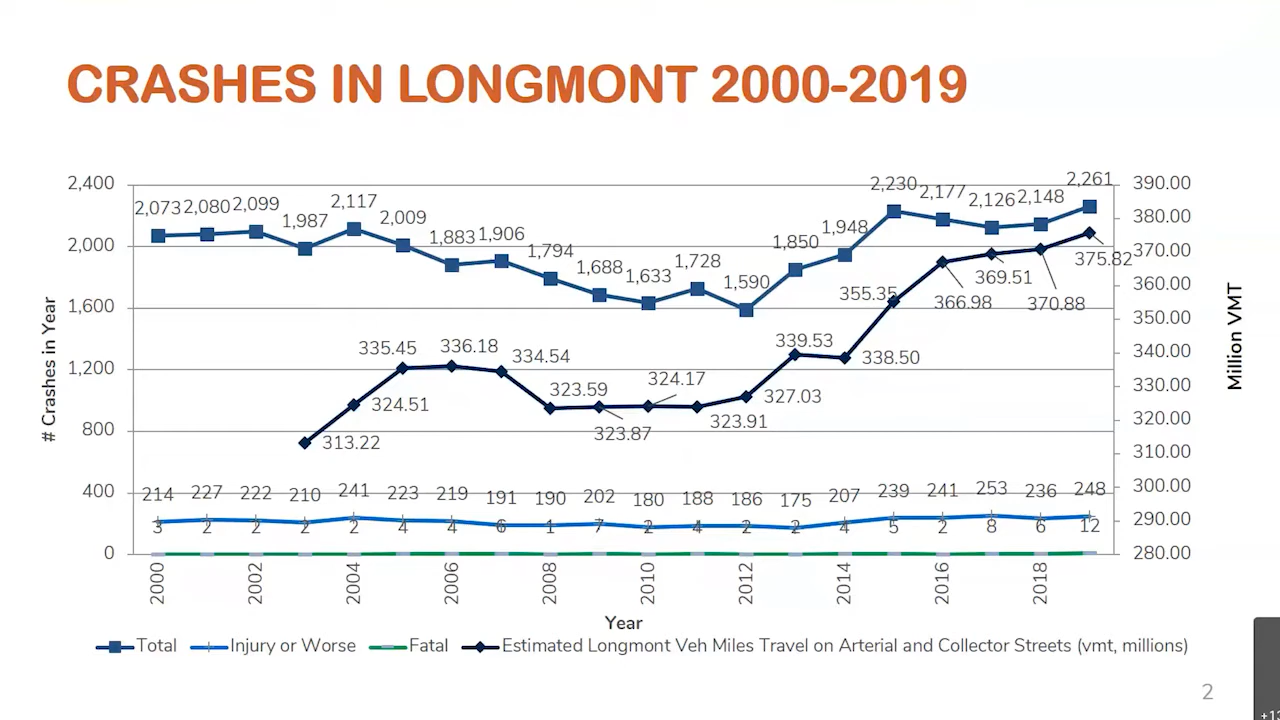 CRASHES IN LONGMONT 2000-2019
# Crashes in Year
2,400
2,000
1,600
1,200
800
400
0
2,073 2,080 2,099 1,987 2,117 2,009 1,883 1,906 1,794 1,688 1,633 1,728 1,590 1,850 1,948 2,230 2,177 2,126 2,148 2,261
313.22 324.51 335.45 336.18 334.54 323.59 323.87 324.17 323.91 327.03 339.53 338.50 355.35 366.98 369.51 370.88 375.82
214 227 222 210 241 223 219 191 190 202 180 188 186 175 207 239 241 253 236 248
3 2 2 2 2 4 4 6 1 7 2 4 2 2 4 5 2 8 6 12
390.00
380.00
370.00
360.00
350.00
340.00
330.00
320.00
310.00
300.00
290.00
280.00
Million VMT
2000 2002 2004 2006 2008 2010 2012 2014 2016 2018
Year
Total Injury or Worse Fatal Estimated Longmont Veh Miles Travel on Arterial and Collector Streets (vmt, millions)
2